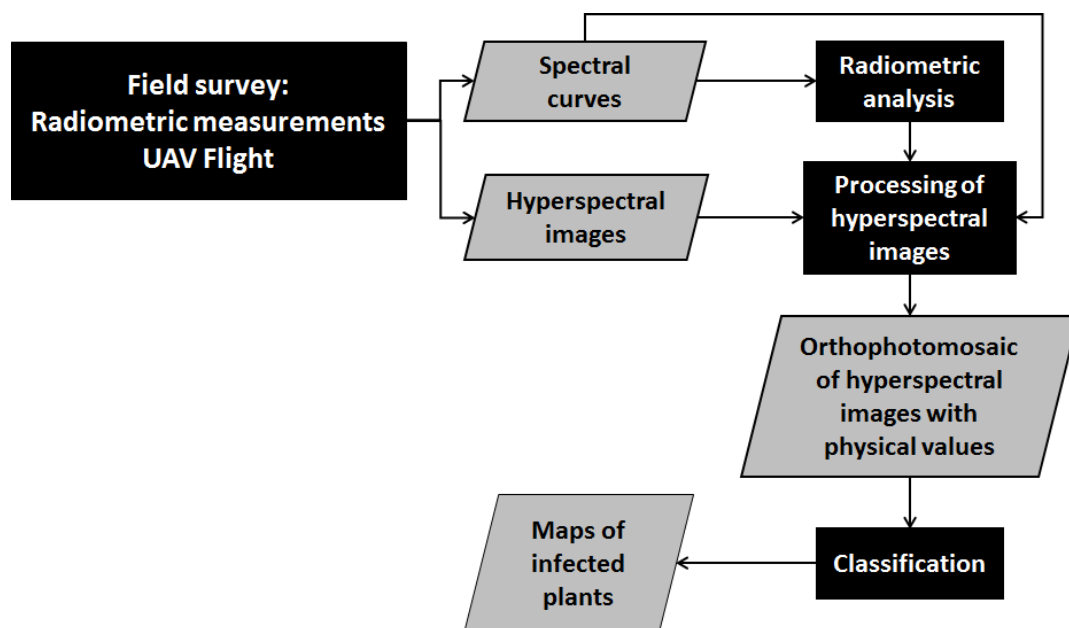 Field survey:
Radiometric measurements
UAV Flight
Spectral
curves
Radiometric
analysis
Hyperspectral
images
Processing of
hyperspectral
images
Orthophotomosaic
of hyperspectral
images with
physical values
Classification
Maps of
infected
plants